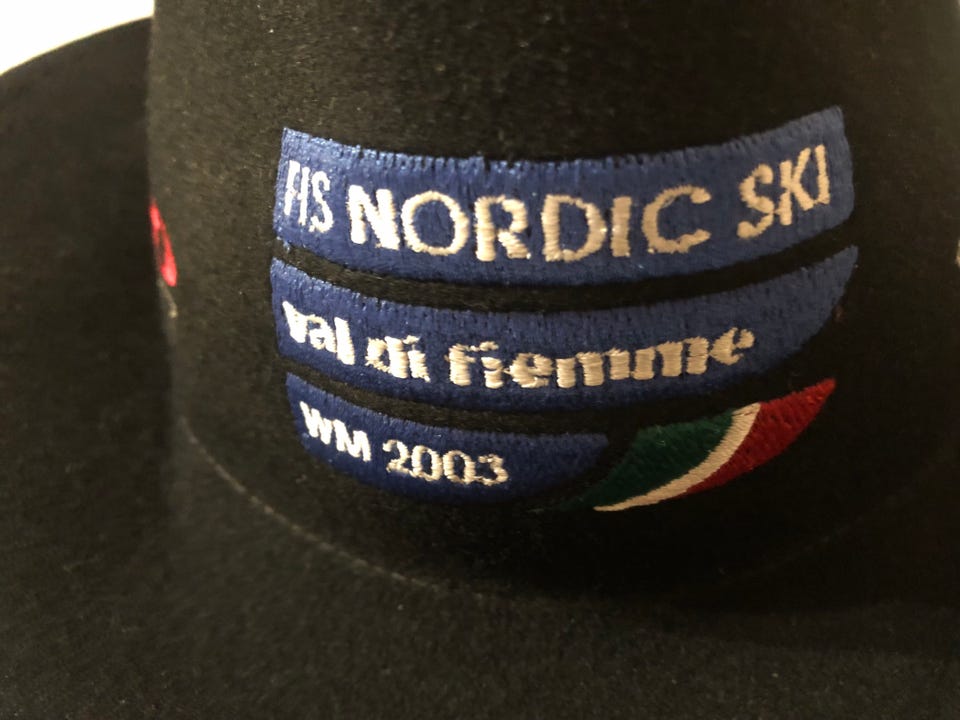 FIS NORDIC SKI
val di fiemme
WM 2003